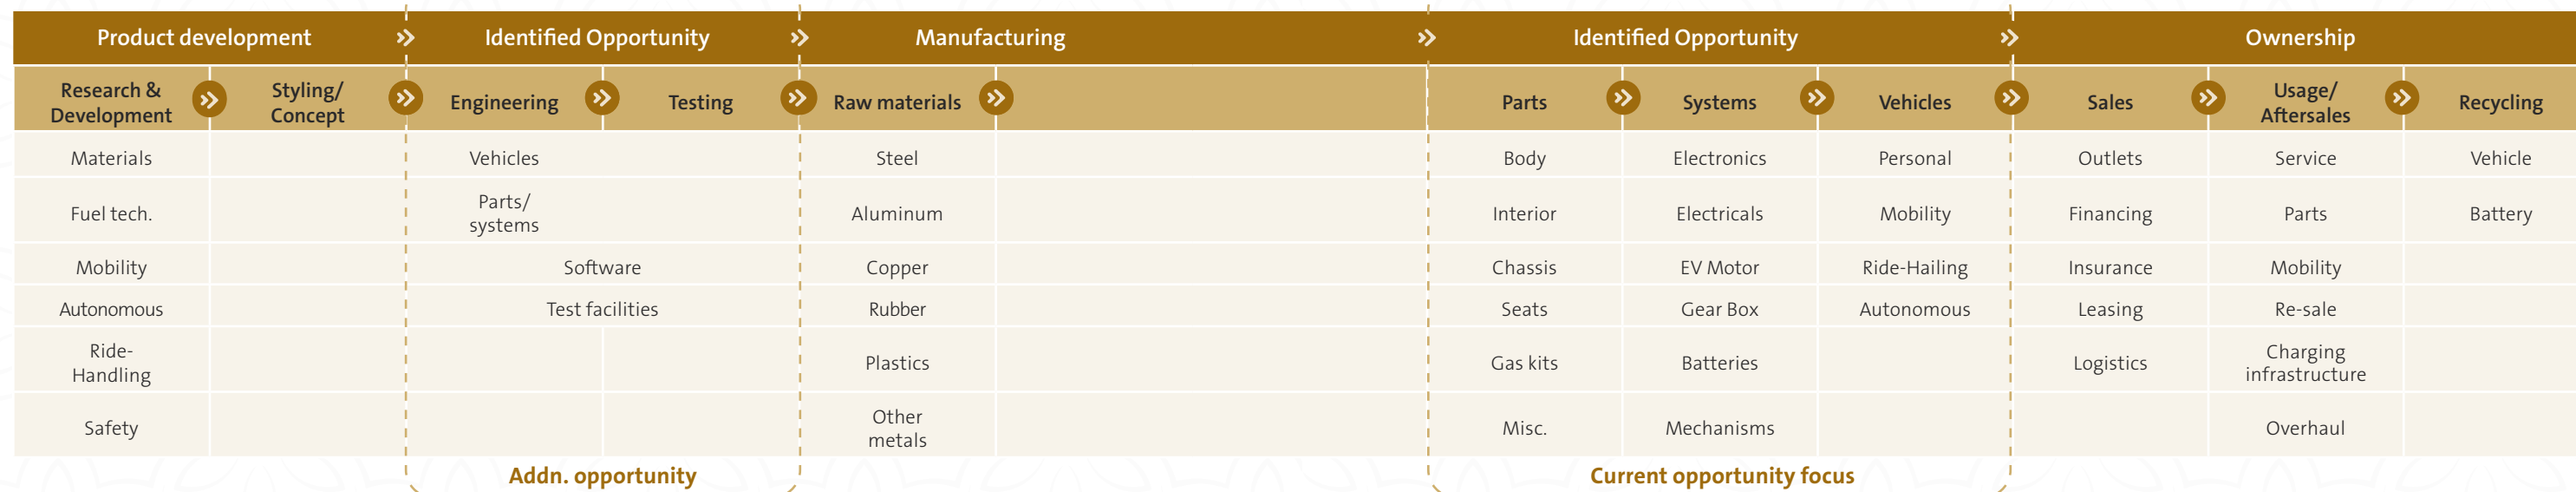 Product development » Identified Opportunity » Manufacturing » Identified Opportunity » Ownership
Research & Development » Styling/ Concept » Engineering » Testing » Raw materials » Parts » Systems » Vehicles » Sales » Usage/ Aftersales » Recycling
Materials Vehicles Steel Body Electronics Personal Outlets Service Vehicle
Fuel tech. Parts/ systems Aluminum Interior Electricals Mobility Financing Parts Battery
Mobility Software Copper Chassis EV Motor Ride-Hailing Insurance Mobility
Autonomous Test facilities Rubber Seats Gear Box Autonomous Leasing Re-sale
Ride- Handling Plastics Gas kits Batteries Logistics Charging infrastructure
Safety Other metals Misc. Mechanisms Overhaul
Addn. opportunity Current opportunity focus